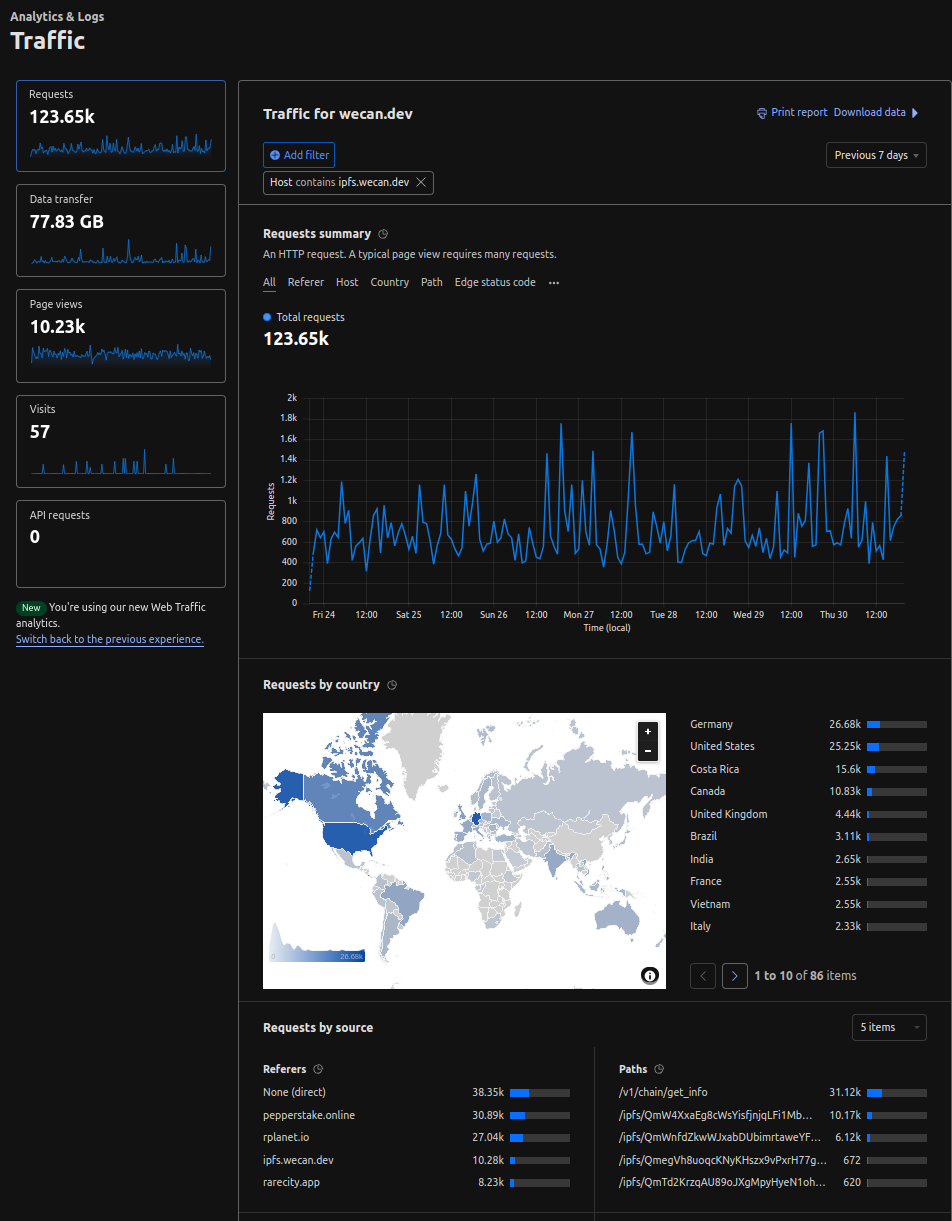 Analytics & Logs
Traffic
Requests
123.65k
Data transfer
77.83 GB
Page views
10.23k
Visits
57
API requests
0
New You're using our new Web Traffic
analytics.
Switch back to the previous experience.
Traffic for wecan.dev
Print report Download data
Add filter
Previous 7 days
Host contains ipfs.wecan.dev
Requests summary
An HTTP request. A typical page view requires many requests.
All Referer Host Country Path Edge status code ...
Total requests
123.65k
2k
1.8k
1.6k
1.4k
1.2k
1k
800
600
400
200
0
Requests
Fri 24 12:00 Sat 25 12:00 Sun 26 12:00 Mon 27 12:00 Tue 28 12:00 Wed 29 12:00 Thu 30 12:00
Time (local)
Requests by country
+
−
0 26.68k
Germany 26.68k
United States 25.25k
Costa Rica 15.6k
Canada 10.83k
United Kingdom 4.44k
Brazil 3.11k
India 2.65k
France 2.55k
Vietnam 2.55k
Italy 2.33k
1 to 10 of 86 items
Requests by source
5 items
Referers
None (direct) 38.35k
pepperstake.online 30.89k
rplanet.io 27.04k
ipfs.wecan.dev 10.28k
rarecity.app 8.23k
Paths
/v1/chain/get_info 31.12k
/ipfs/QmW4XxaEg8cWsYisfjnjqLFi1Mb... 10.17k
/ipfs/QmWnfdZkwWJxabDUbimrtaweYF... 6.12k
/ipfs/QmegVh8uoqcKNyKHszx9vPxrH77g... 672
/ipfs/QmTd2KrzqAU89oJXgMpyHyeN1oh... 620